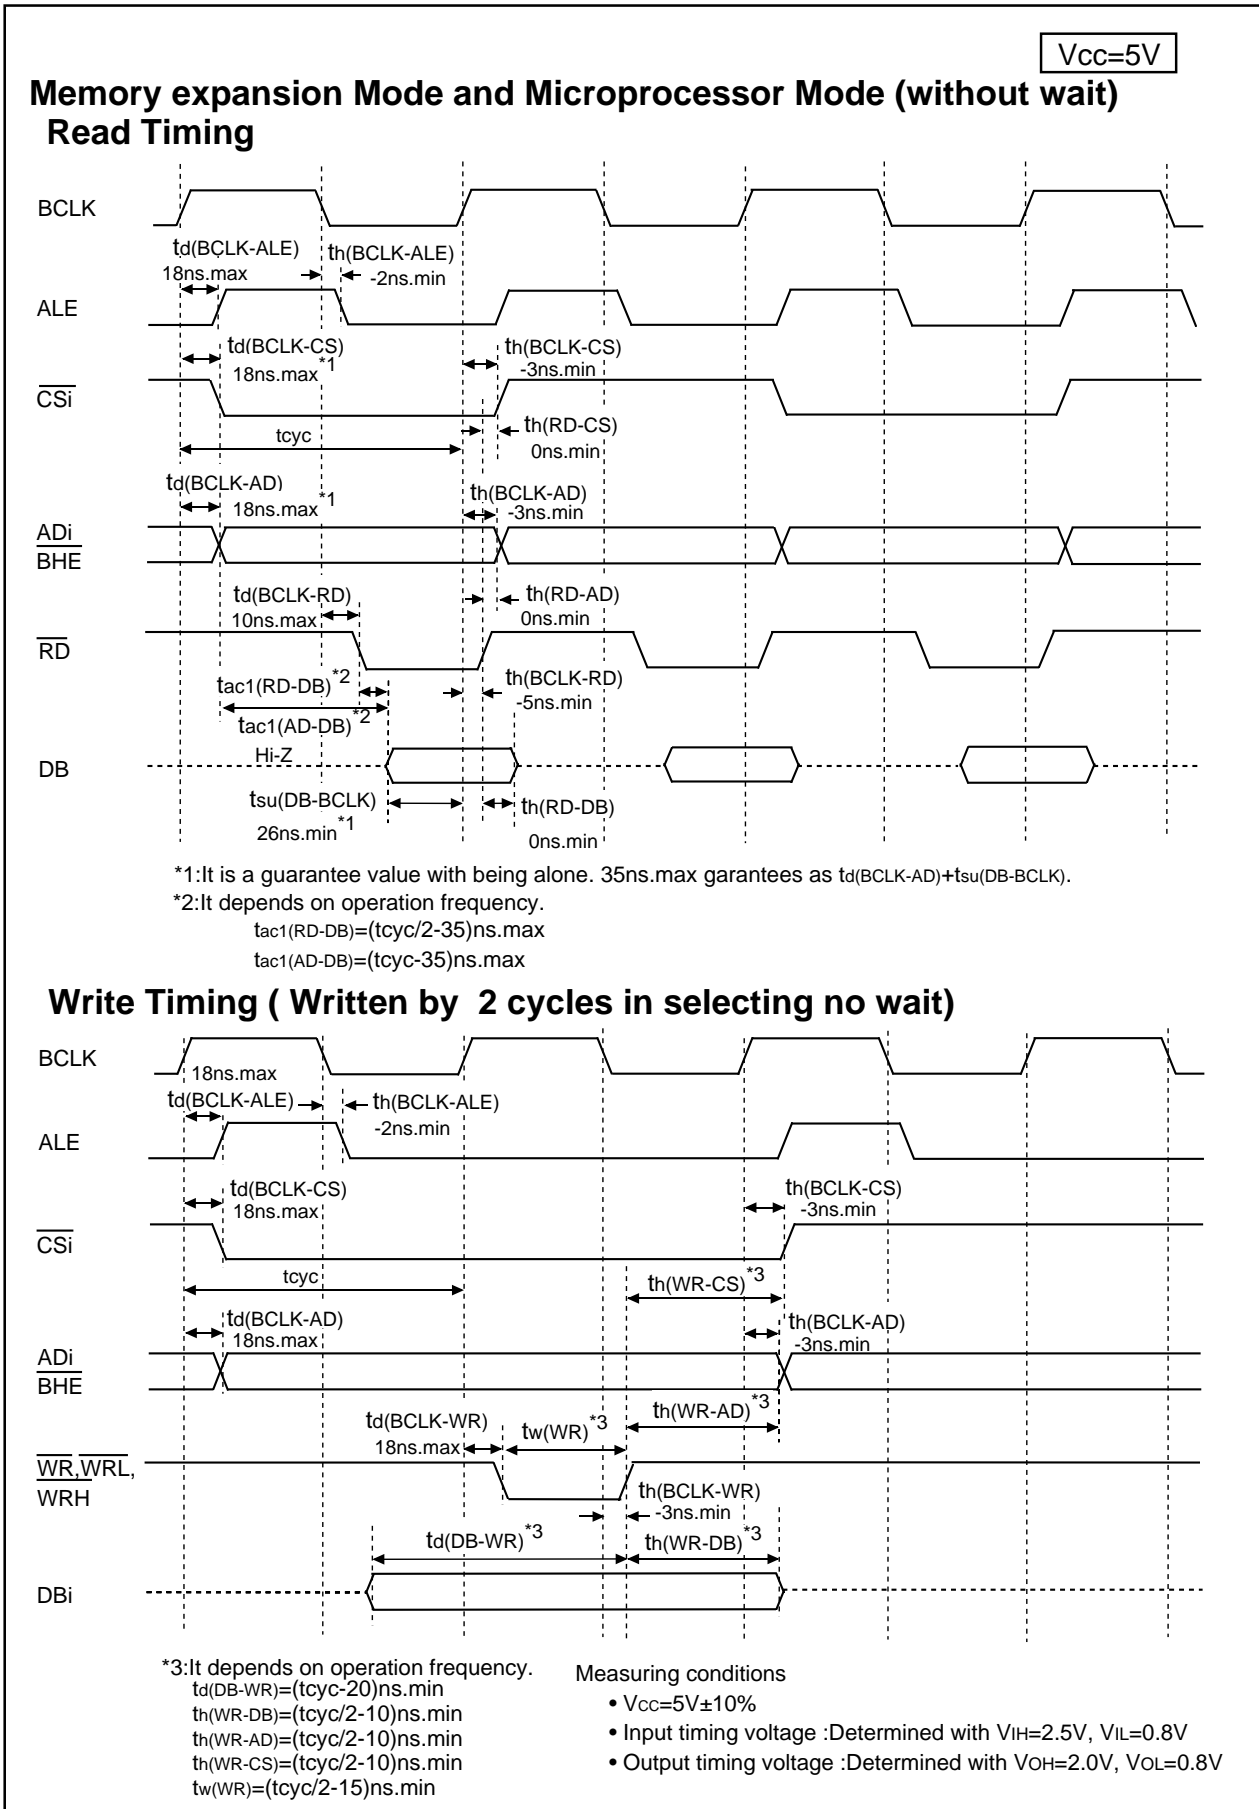 Vcc=5V
Memory expansion Mode and Microprocessor Mode (without wait)
Read Timing
BCLK
td(BCLK-ALE)
18ns.max
th(BCLK-ALE)
-2ns.min
ALE
td(BCLK-CS)
18ns.max*1
th(BCLK-CS)
-3ns.min
CSi
th(RD-CS)
0ns.min
tcyc
td(BCLK-AD)
18ns.max*1
th(BCLK-AD)
-3ns.min
ADi
BHE
td(BCLK-RD)
10ns.max
th(RD-AD)
0ns.min
RD
tac1(RD-DB)*2
th(BCLK-RD)
-5ns.min
tac1(AD-DB)*2
Hi-Z
DB
tsu(DB-BCLK)
26ns.min*1
th(RD-DB)
0ns.min
*1:It is a guarantee value with being alone. 35ns.max garantees as td(BCLK-AD)+tsu(DB-BCLK).
*2:It depends on operation frequency.
tac1(RD-DB)=(tcyc/2-35)ns.max
tac1(AD-DB)=(tcyc-35)ns.max
Write Timing ( Written by 2 cycles in selecting no wait)
BCLK
18ns.max
td(BCLK-ALE)
th(BCLK-ALE)
-2ns.min
ALE
td(BCLK-CS)
18ns.max
th(BCLK-CS)
-3ns.min
CSi
tcyc
th(WR-CS)*3
td(BCLK-AD)
18ns.max
th(BCLK-AD)
-3ns.min
ADi
BHE
td(BCLK-WR)
18ns.max
tw(WR)*3
th(WR-AD)*3
WR,WRL,
WRH
th(BCLK-WR)
-3ns.min
td(DB-WR)*3
th(WR-DB)*3
DBi
*3:It depends on operation frequency.
td(DB-WR)=(tcyc-20)ns.min
th(WR-DB)=(tcyc/2-10)ns.min
th(WR-AD)=(tcyc/2-10)ns.min
th(WR-CS)=(tcyc/2-10)ns.min
tw(WR)=(tcyc/2-15)ns.min
Measuring conditions
• VCC=5V±10%
• Input timing voltage :Determined with VIH=2.5V, VIL=0.8V
• Output timing voltage :Determined with VOH=2.0V, VOL=0.8V